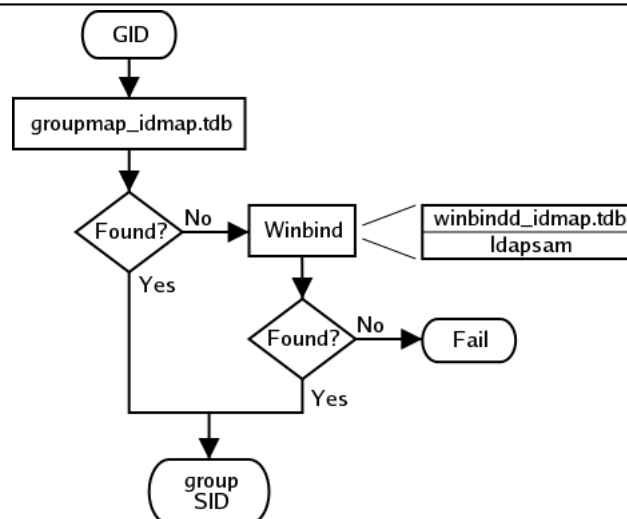 GID
groupmap_idmap.tdb
Found?
No
Winbind
winbindd_idmap.tdb
ldapsam
Yes
Found?
No
Fail
Yes
group
SID